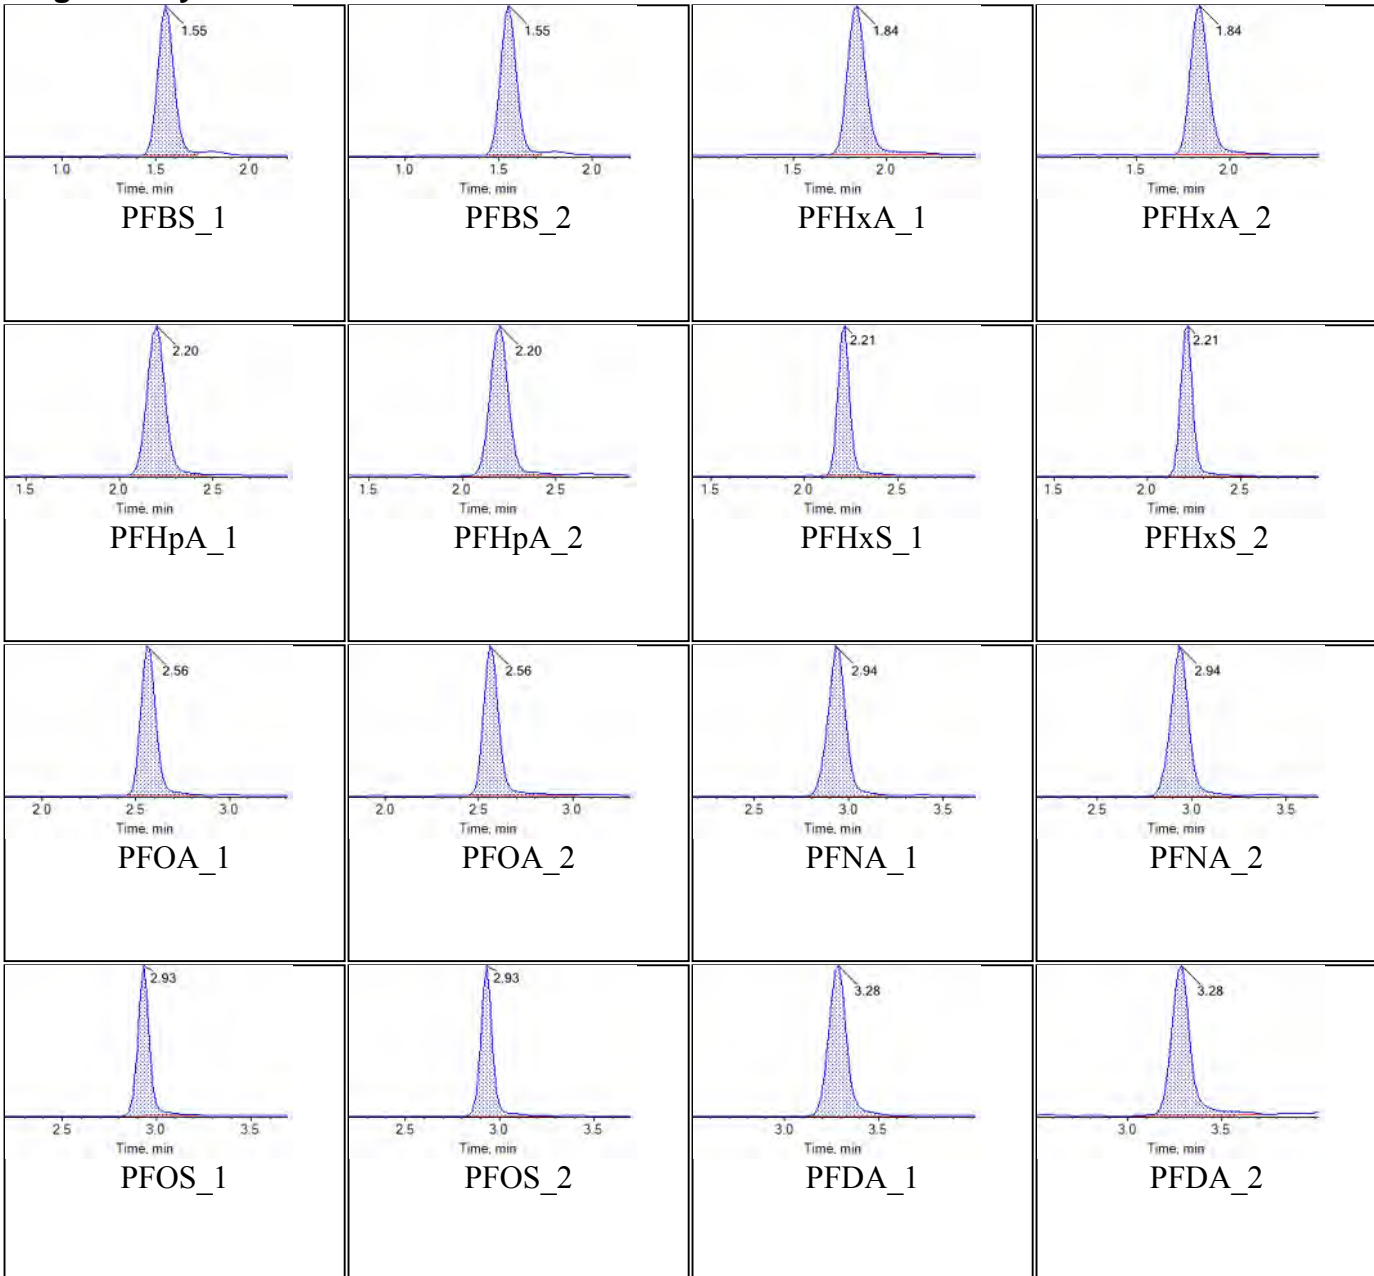 1.55 1.55 1.84 1.84
1.0 1.5 2.0 1.0 1.5 2.0 1.5 2.0 1.5 2.0
Time, min Time, min Time, min Time, min
PFBS_1 PFBS_2 PFHxA_1 PFHxA_2
2.20 2.20 2.21 2.21
1.5 2.0 2.5 1.5 2.0 2.5 1.5 2.0 2.5 1.5 2.0 2.5
Time, min Time, min Time, min Time, min
PFHpA_1 PFHpA_2 PFHxS_1 PFHxS_2
2.56 2.56 2.94 2.94
2.0 2.5 3.0 2.0 2.5 3.0 2.5 3.0 3.5 2.5 3.0 3.5
Time, min Time, min Time, min Time, min
PFOA_1 PFOA_2 PFNA_1 PFNA_2
2.93 2.93 3.28 3.28
2.5 3.0 3.5 2.5 3.0 3.5 3.0 3.5 3.0 3.5
Time, min Time, min Time, min Time, min
PFOS_1 PFOS_2 PFDA_1 PFDA_2